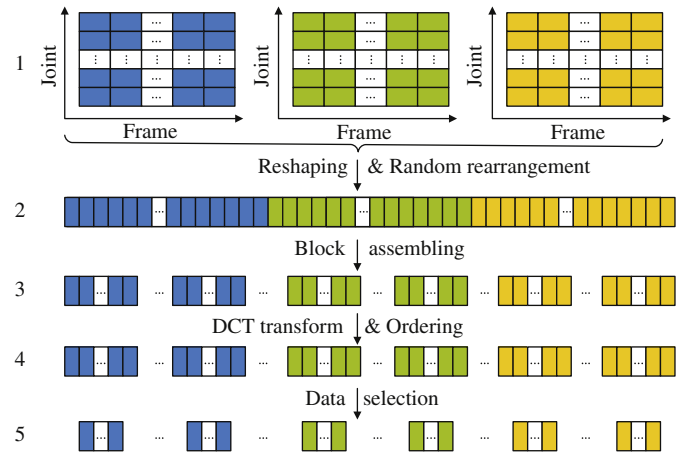 1
Joint
Joint
Joint
Frame
Frame
Frame
Reshaping & Random rearrangement
2
Block assembling
3
DCT transform & Ordering
4
Data selection
5